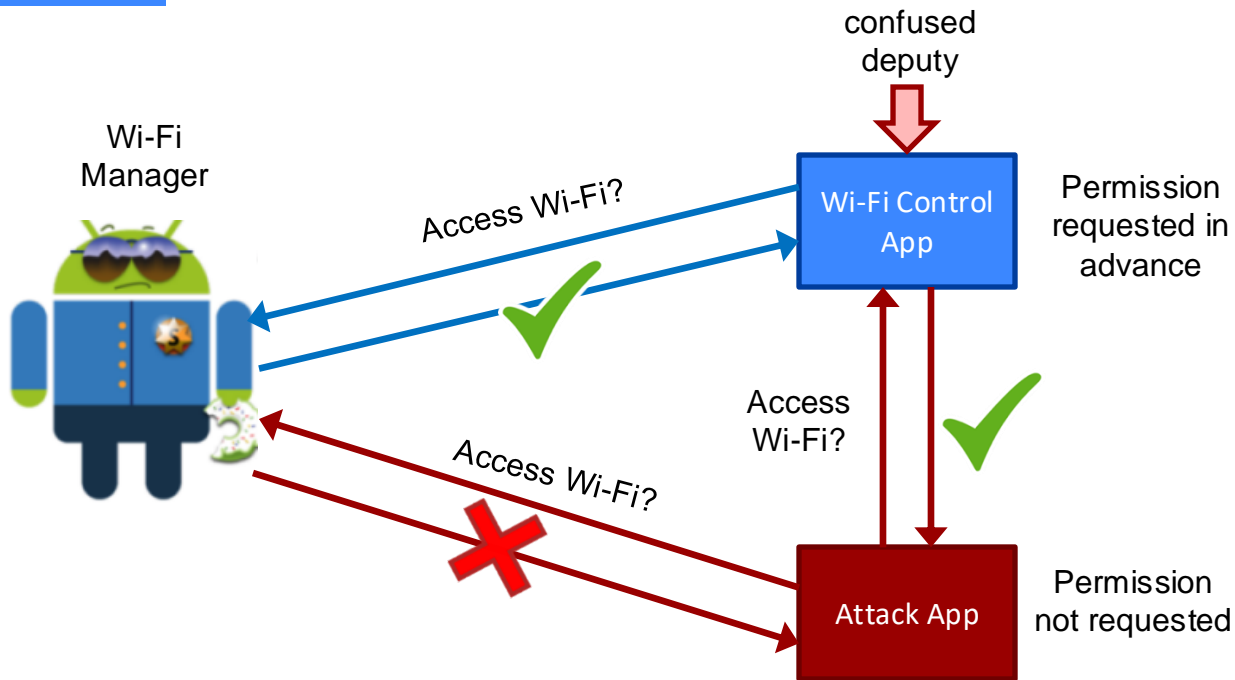 confused
deputy
Wi-Fi
Manager
Access Wi-Fi?
Wi-Fi Control
App
Permission
requested in
advance
Access
Wi-Fi?
Access Wi-Fi?
Attack App
Permission
not requested